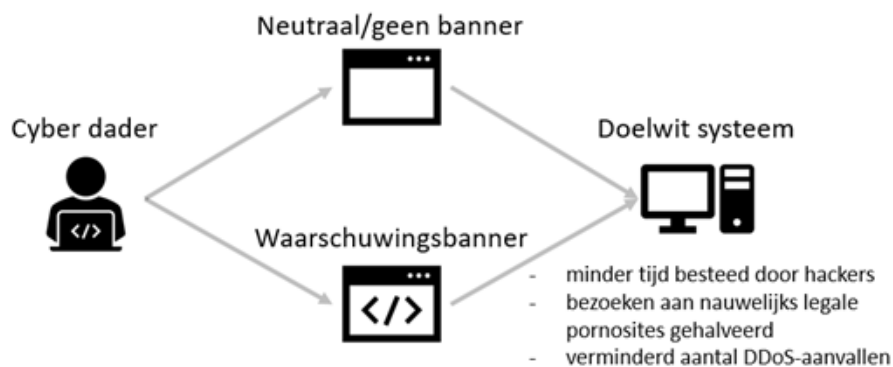 Neutraal/geen banner
Cyber dader
Doelwit systeem
</>
Waarschuwingsbanner
</>
- minder tijd besteed door hackers
- bezoeken aan nauwelijks legale
pornosites gehalveerd
- verminderd aantal DDoS-aanvallen